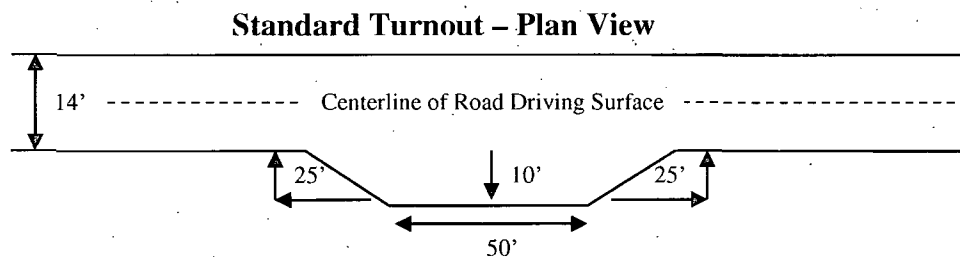 Standard Turnout – Plan View
14'
Centerline of Road Driving Surface
25'
10'
25'
50'